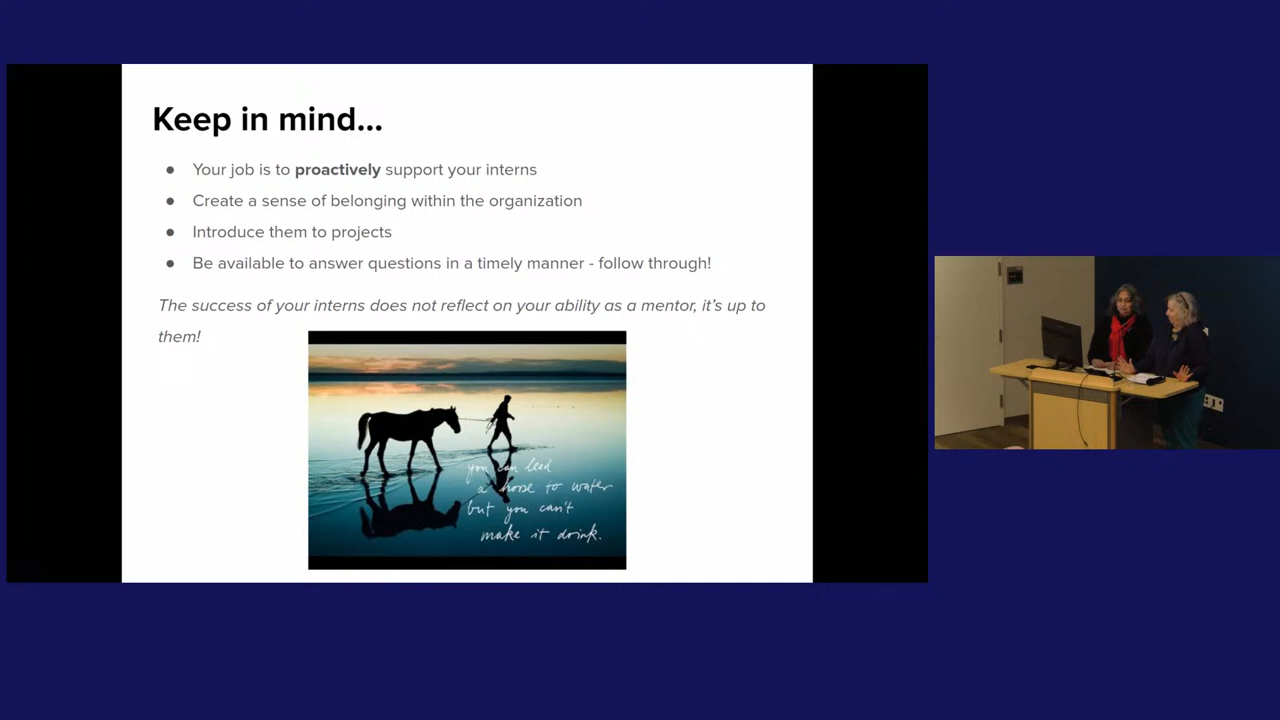 Keep in mind...
● Your job is to proactively support your interns
● Create a sense of belonging within the organization
● Introduce them to projects
● Be available to answer questions in a timely manner - follow through!
The success of your interns does not reflect on your ability as a mentor, it's up to
them!
you can lead
a horse to water
but you can't
make it drink.